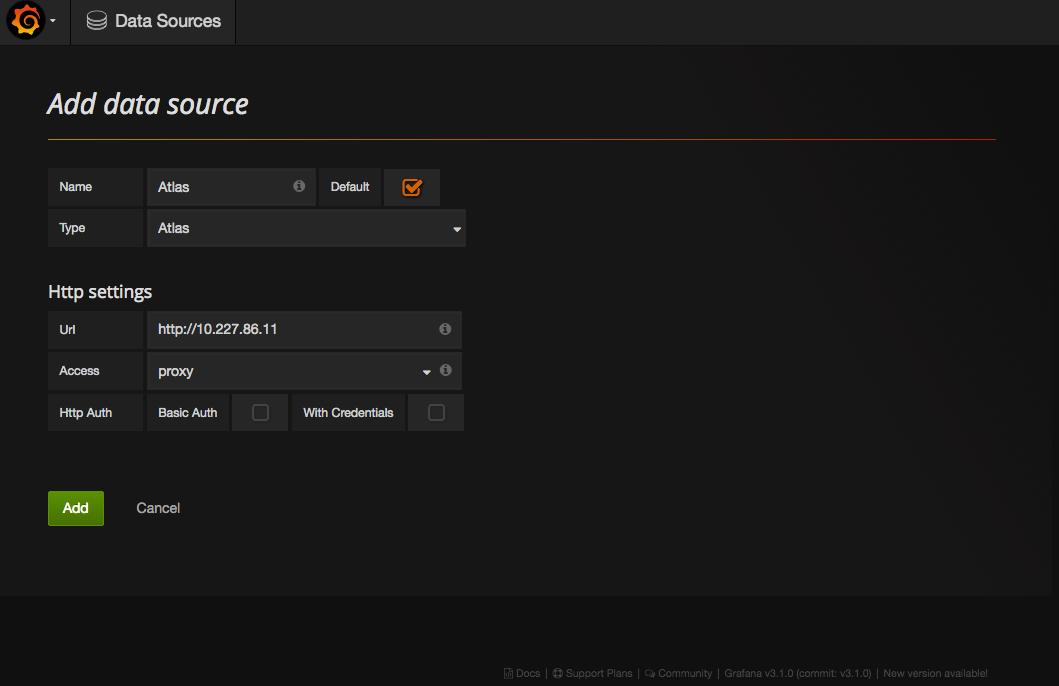 Data Sources
Add data source
Name Atlas Default
Type Atlas
Http settings
Url http://10.227.86.11
Access proxy
Http Auth Basic Auth With Credentials
Add Cancel
Docs | Support Plans | Community | Grafana v3.1.0 (commit: v3.1.0) | New version available!